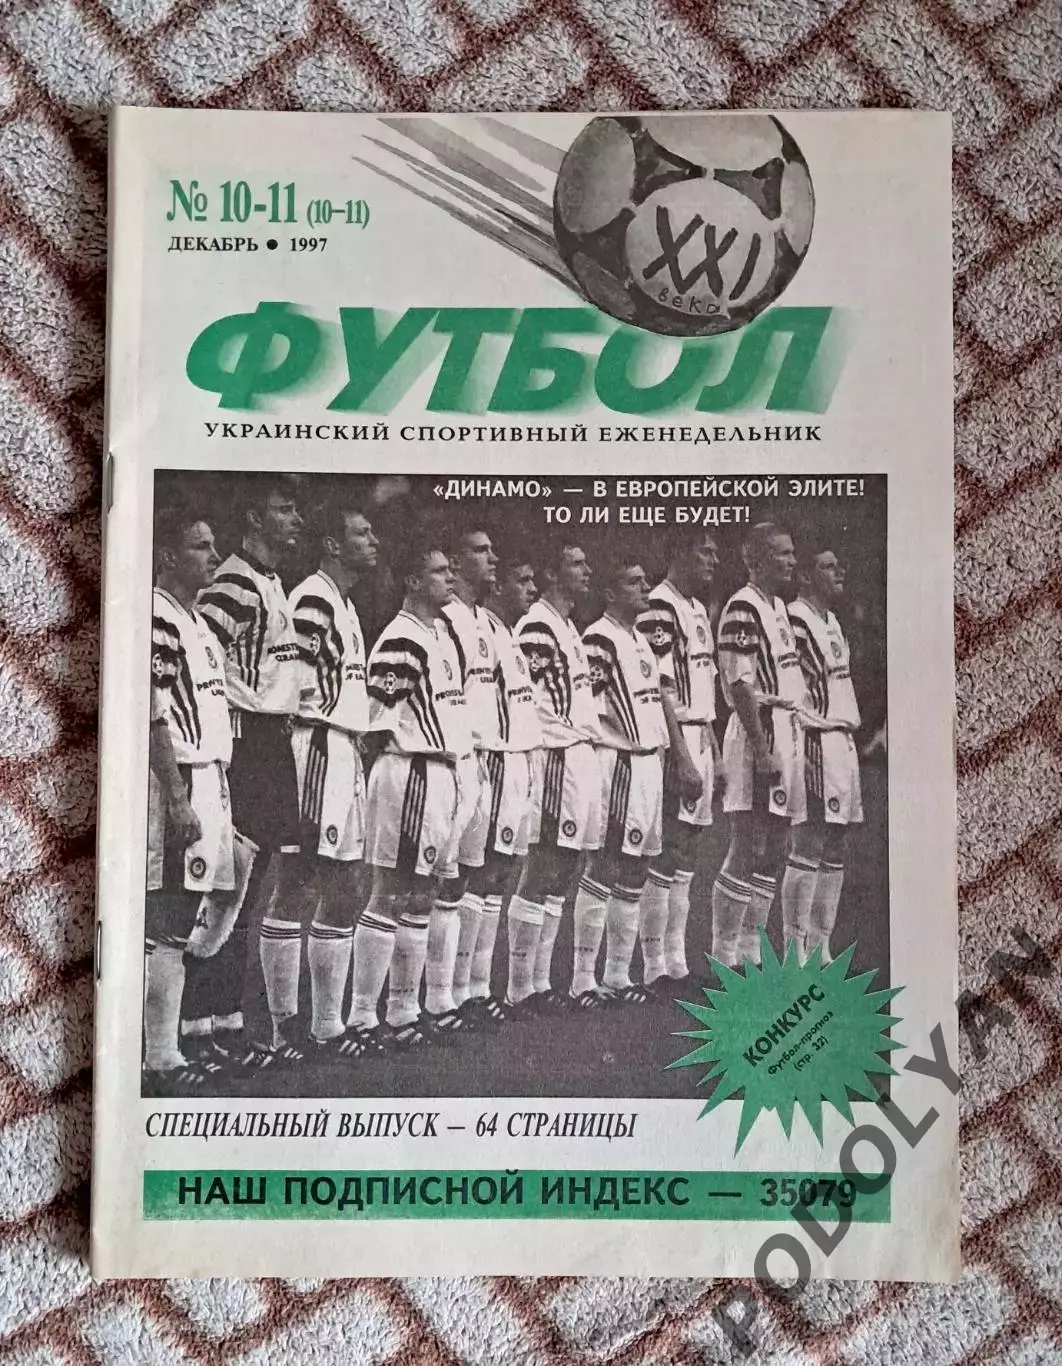 № 10-11 (10–11)
ДЕКАБРЬ ● 1997
XXI
века
ФУТБОЛ
УКРАИНСКИЙ СПОРТИВНЫЙ ЕЖЕНЕДЕЛЬНИК
«ДИНАМО» — В ЕВРОПЕЙСКОЙ ЭЛИТЕ!
ТО ЛИ ЕЩЕ БУДЕТ!
КОНКУРС
Футбол-прогноз
(стр. 32)
СПЕЦИАЛЬНЫЙ ВЫПУСК – 64 СТРАНИЦЫ
НАШ ПОДПИСНОЙ ИНДЕКС — 35079
PODOLYAN